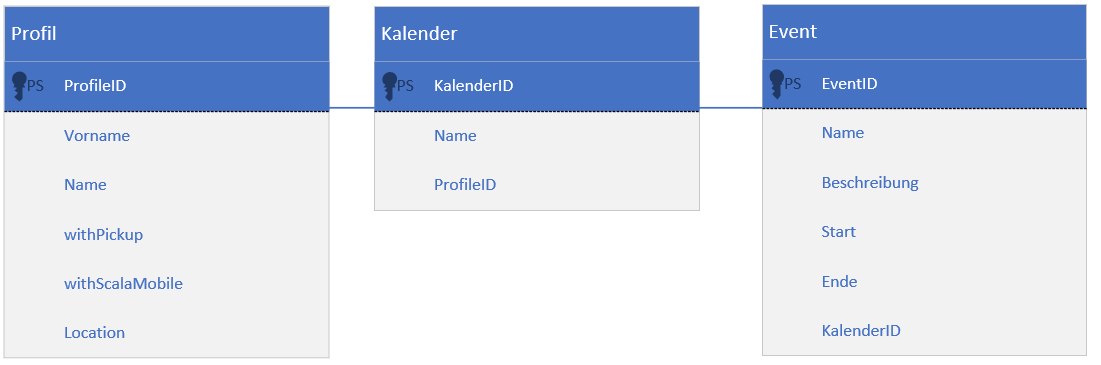 Profil
PS ProfileID
Vorname
Name
withPickup
withScalaMobile
Location
Kalender
PS KalenderID
Name
ProfileID
Event
PS EventID
Name
Beschreibung
Start
Ende
KalenderID